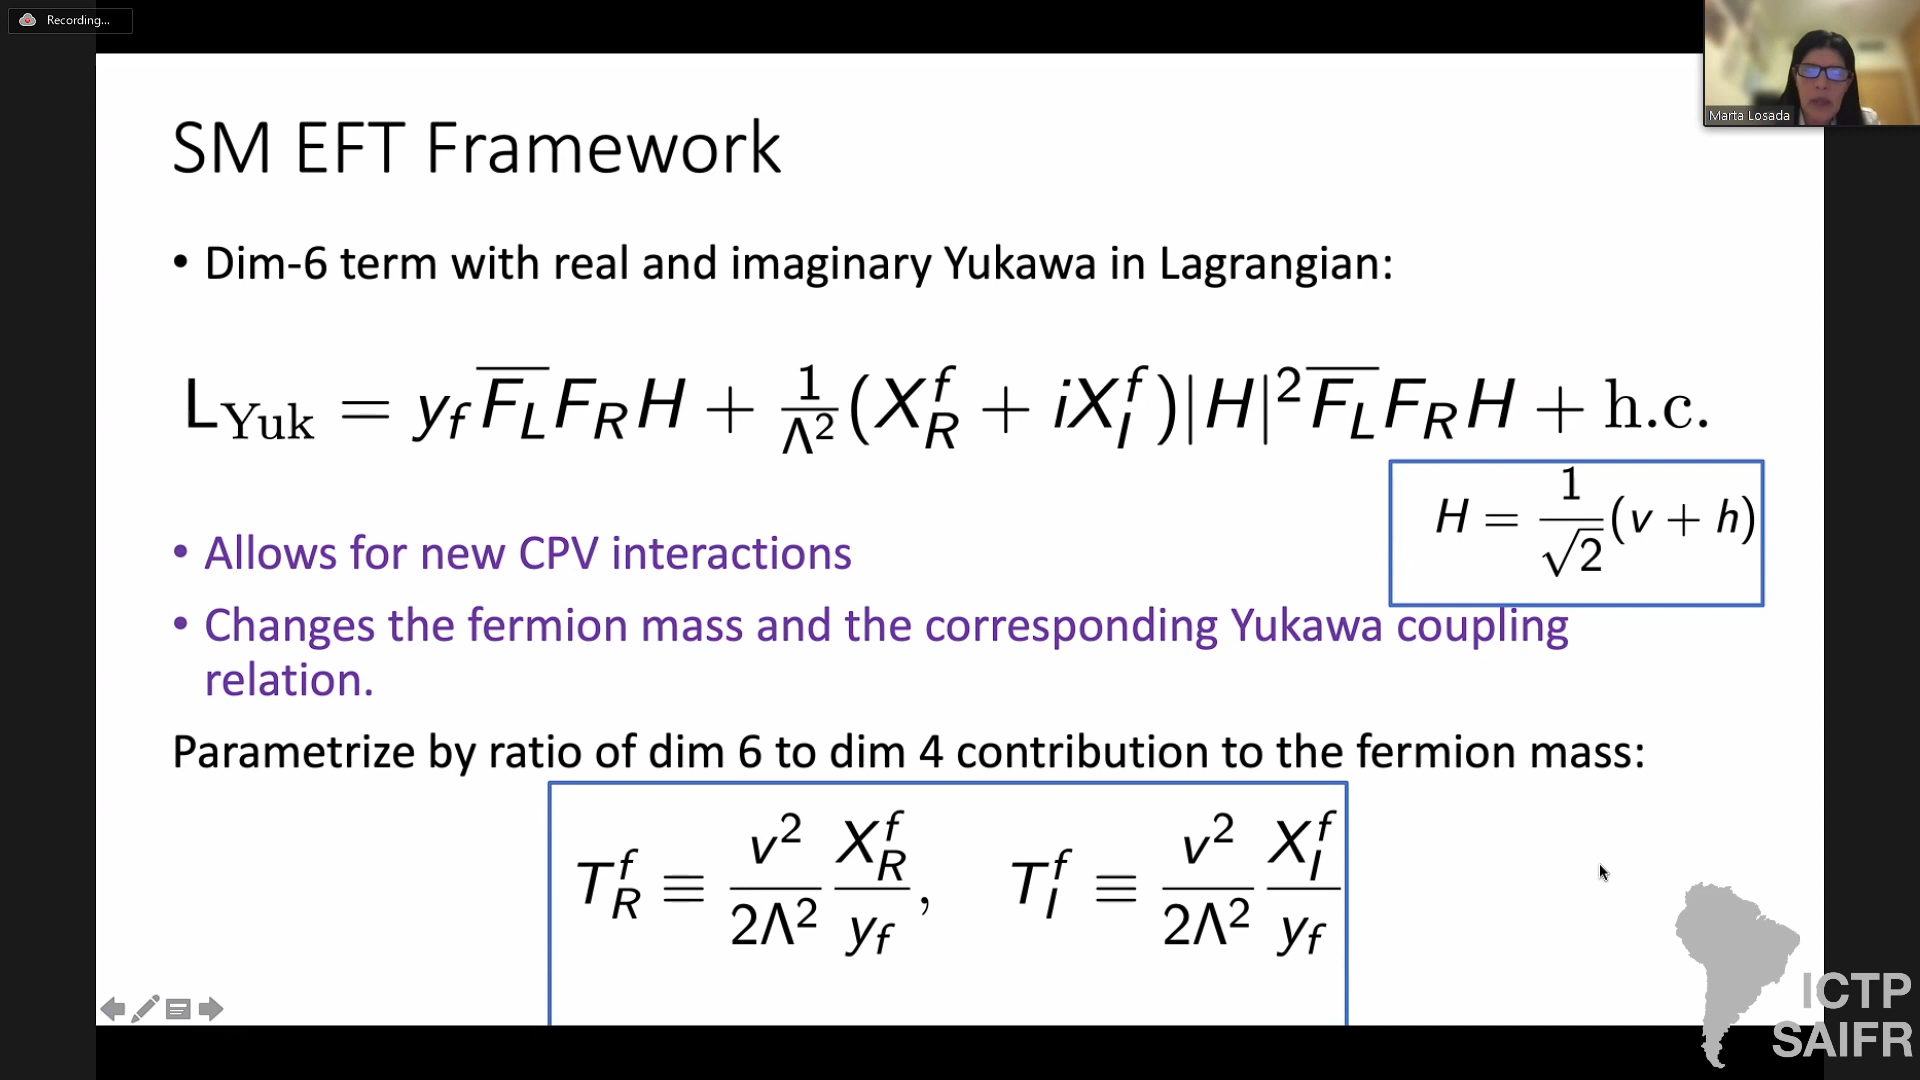 Recording...
Marta Losada
SM EFT Framework
• Dim-6 term with real and imaginary Yukawa in Lagrangian:
L_Yuk = y_f \overline{F_L} F_R H + \frac{1}{Λ^2} (X_R^f + iX_I^f)|H|^2 \overline{F_L} F_R H + h.c.
H = \frac{1}{\sqrt{2}} (v + h)
• Allows for new CPV interactions
• Changes the fermion mass and the corresponding Yukawa coupling
relation.
Parametrize by ratio of dim 6 to dim 4 contribution to the fermion mass:
T_R^f ≡ \frac{v^2}{2Λ^2} \frac{X_R^f}{y_f}, T_I^f ≡ \frac{v^2}{2Λ^2} \frac{X_I^f}{y_f}
ICTP
SAIFR